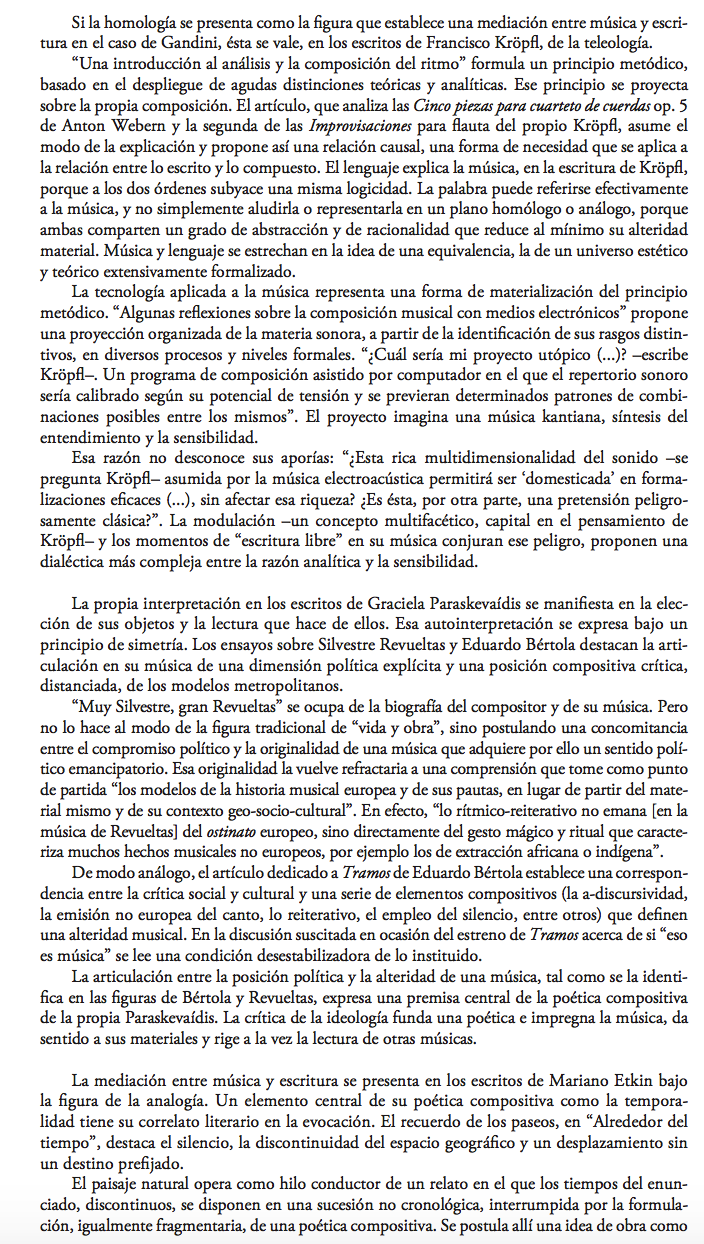 Si la homología se presenta como la figura que establece una mediación entre música y escri-
tura en el caso de Gandini, ésta se vale, en los escritos de Francisco Kröpfl, de la teleología.
“Una introducción al análisis y la composición del ritmo” formula un principio metódico,
basado en el despliegue de agudas distinciones teóricas y analíticas. Ese principio se proyecta
sobre la propia composición. El artículo, que analiza las Cinco piezas para cuarteto de cuerdas op. 5
de Anton Webern y la segunda de las Improvisaciones para flauta del propio Kröpfl, asume el
modo de la explicación y propone así una relación causal, una forma de necesidad que se aplica a
la relación entre lo escrito y lo compuesto. El lenguaje explica la música, en la escritura de Kröpfl,
porque a los dos órdenes subyace una misma logicidad. La palabra puede referirse efectivamente
a la música, y no simplemente aludirla o representarla en un plano homólogo o análogo, porque
ambas comparten un grado de abstracción y de racionalidad que reduce al mínimo su alteridad
material. Música y lenguaje se estrechan en la idea de una equivalencia, la de un universo estético
y teórico extensivamente formalizado.
La tecnología aplicada a la música representa una forma de materialización del principio
metódico. “Algunas reflexiones sobre la composición musical con medios electrónicos” propone
una proyección organizada de la materia sonora, a partir de la identificación de sus rasgos distin-
tivos, en diversos procesos y niveles formales. “¿Cuál sería mi proyecto utópico (...)? –escribe
Kröpfl–. Un programa de composición asistido por computador en el que el repertorio sonoro
sería calibrado según su potencial de tensión y se previeran determinados patrones de combi-
naciones posibles entre los mismos”. El proyecto imagina una música kantiana, síntesis del
entendimiento y la sensibilidad.
Esa razón no desconoce sus aporías: “¿Esta rica multidimensionalidad del sonido –se
pregunta Kröpfl– asumida por la música electroacústica permitirá ser ‘domesticada’ en forma-
lizaciones eficaces (...), sin afectar esa riqueza? ¿Es ésta, por otra parte, una pretensión peligro-
samente clásica?”. La modulación –un concepto multifacético, capital en el pensamiento de
Kröpfl– y los momentos de “escritura libre” en su música conjuran ese peligro, proponen una
dialéctica más compleja entre la razón analítica y la sensibilidad.
La propia interpretación en los escritos de Graciela Paraskevaídis se manifiesta en la elec-
ción de sus objetos y la lectura que hace de ellos. Esa autointerpretación se expresa bajo un
principio de simetría. Los ensayos sobre Silvestre Revueltas y Eduardo Bértola destacan la arti-
culación en su música de una dimensión política explícita y una posición compositiva crítica,
distanciada, de los modelos metropolitanos.
“Muy Silvestre, gran Revueltas” se ocupa de la biografía del compositor y de su música. Pero
no lo hace al modo de la figura tradicional de “vida y obra”, sino postulando una concomitancia
entre el compromiso político y la originalidad de una música que adquiere por ello un sentido polí-
tico emancipatorio. Esa originalidad la vuelve refractaria a una comprensión que tome como punto
de partida “los modelos de la historia musical europea y de sus pautas, en lugar de partir del mate-
rial mismo y de su contexto geo-socio-cultural”. En efecto, “lo rítmico-reiterativo no emana [en la
música de Revueltas] del ostinato europeo, sino directamente del gesto mágico y ritual que caracte-
riza muchos hechos musicales no europeos, por ejemplo los de extracción africana o indígena”.
De modo análogo, el artículo dedicado a Tramos de Eduardo Bértola establece una correspon-
dencia entre la crítica social y cultural y una serie de elementos compositivos (la a-discursividad,
la emisión no europea del canto, lo reiterativo, el empleo del silencio, entre otros) que definen
una alteridad musical. En la discusión suscitada en ocasión del estreno de Tramos acerca de si “eso
es música” se lee una condición desestabilizadora de lo instituido.
La articulación entre la posición política y la alteridad de una música, tal como se la identi-
fica en las figuras de Bértola y Revueltas, expresa una premisa central de la poética compositiva
de la propia Paraskevaídis. La crítica de la ideología funda una poética e impregna la música, da
sentido a sus materiales y rige a la vez la lectura de otras músicas.
La mediación entre música y escritura se presenta en los escritos de Mariano Etkin bajo
la figura de la analogía. Un elemento central de su poética compositiva como la tempora-
lidad tiene su correlato literario en la evocación. El recuerdo de los paseos, en “Alrededor del
tiempo”, destaca el silencio, la discontinuidad del espacio geográfico y un desplazamiento sin
un destino prefijado.
El paisaje natural opera como hilo conductor de un relato en el que los tiempos del enun-
ciado, discontinuos, se disponen en una sucesión no cronológica, interrumpida por la formula-
ción, igualmente fragmentaria, de una poética compositiva. Se postula allí una idea de obra como